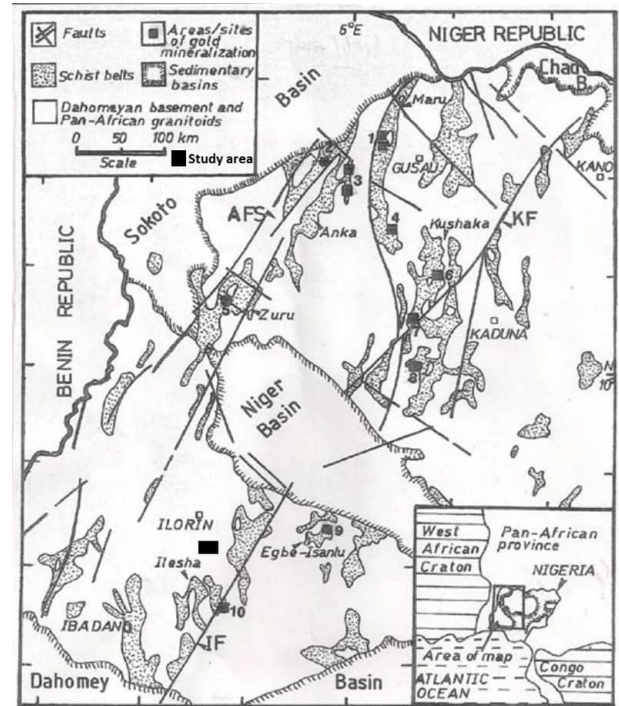 Faults
Areas/sites
of gold
mineralization
Schist belts
Sedimentary
basins
Dahomeyan basement and
Pan-African granitoids
0 50 100 km
Scale
Study area
5°E
NIGER REPUBLIC
Chad
B.
Basin
Sokoto
Maru
1
GUSAU
KANO
2
3
AFS
Anka
4
Kushaka
KF
6
BENIN REPUBLIC
5
Zuru
7
KADUNA
8
N
10°
Niger
Basin
ILORIN
9
Egbe-Isanlu
Ilesha
10
IBADAN
IF
Dahomey
Basin
West
African
Craton
Pan-African
province
NIGERIA
Area of map
ATLANTIC
OCEAN
Congo
Craton